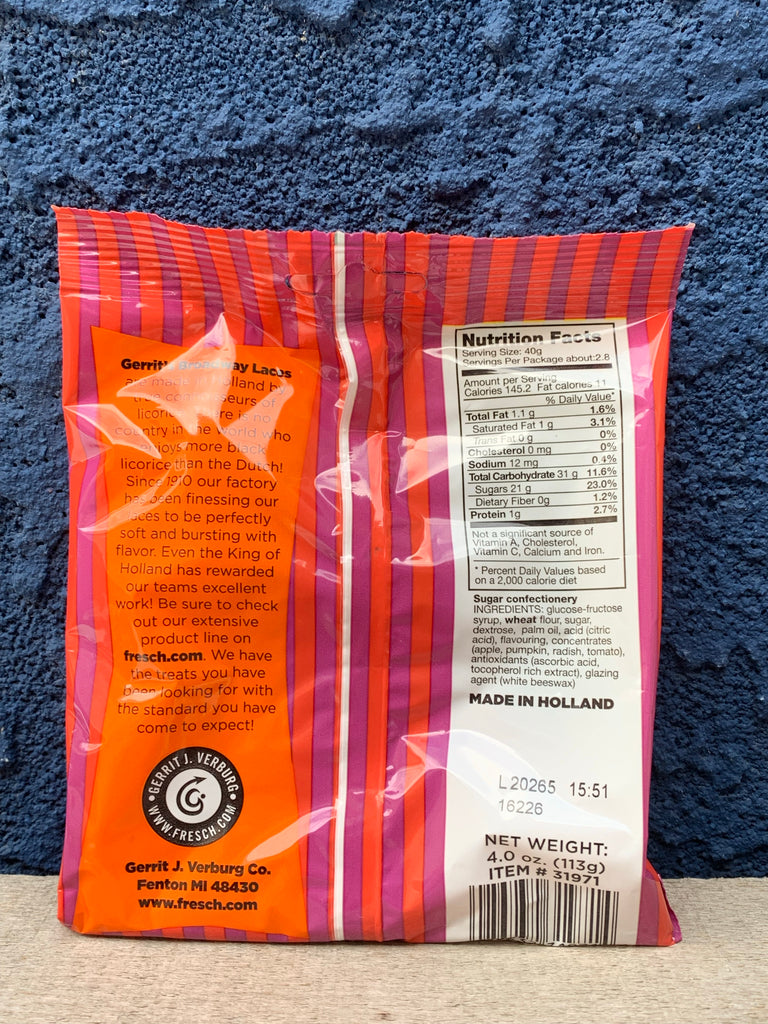 Gerrit's Broadway Laces
are made in Holland by
true connoisseurs of
licorice. There is no
country in the world who
enjoys more black
licorice than the Dutch!
Since 1910 our factory
has been finessing our
laces to be perfectly
soft and bursting with
flavor. Even the King of
Holland has rewarded
our teams excellent
work! Be sure to check
out our extensive
product line on
fresch.com. We have
the treats you have
been looking for with
the standard you have
come to expect!
GERRIT J. VERBURG
WWW.FRESCH.COM
Gerrit J. Verburg Co.
Fenton MI 48430
www.fresch.com
Nutrition Facts
Serving Size: 40g
Servings Per Package about:2.8
Amount per Serving
Calories 145.2 Fat calories 11
% Daily Value*
Total Fat 1.1 g 1.6%
Saturated Fat 1 g 3.1%
Trans Fat 0 g 0%
Cholesterol 0 mg 0%
Sodium 12 mg 0.4%
Total Carbohydrate 31 g 11.6%
Sugars 21 g 23.0%
Dietary Fiber 0g 1.2%
Protein 1g 2.7%
Not a significant source of
Vitamin A, Cholesterol,
Vitamin C, Calcium and Iron.
* Percent Daily Values based
on a 2,000 calorie diet
Sugar confectionery
INGREDIENTS: glucose-fructose
syrup, wheat flour, sugar,
dextrose, palm oil, acid (citric
acid), flavouring, concentrates
(apple, pumpkin, radish, tomato),
antioxidants (ascorbic acid,
tocopherol rich extract), glazing
agent (white beeswax)
MADE IN HOLLAND
L20265 15:51
16226
NET WEIGHT:
4.0 oz. (113g)
ITEM # 31971